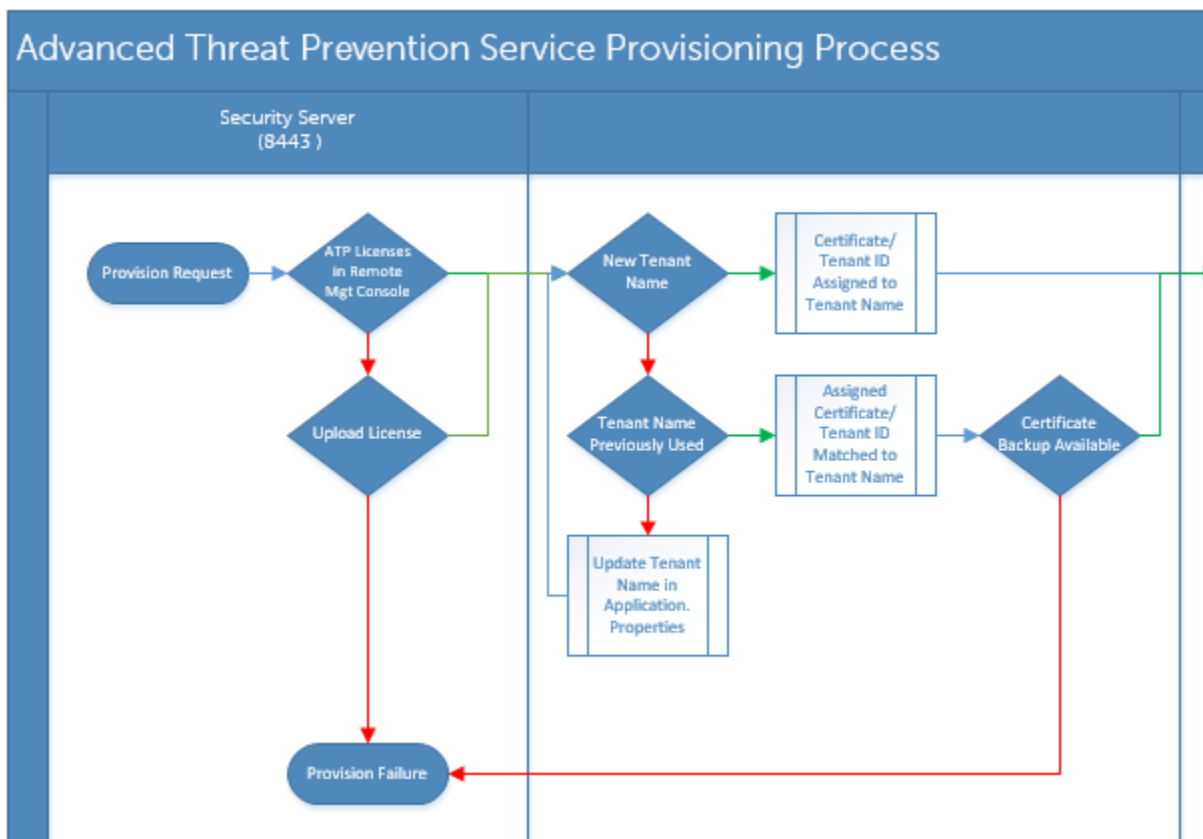 Advanced Threat Prevention Service Provisioning Process
Security Server
(8443 )
Provision Request
ATP Licenses
in Remote
Mgt Console
New Tenant
Name
Certificate/
Tenant ID
Assigned to
Tenant Name
Upload License
Tenant Name
Previously Used
Assigned
Certificate/
Tenant ID
Matched to
Tenant Name
Certificate
Backup Available
Update Tenant
Name in
Application.
Properties
Provision Failure